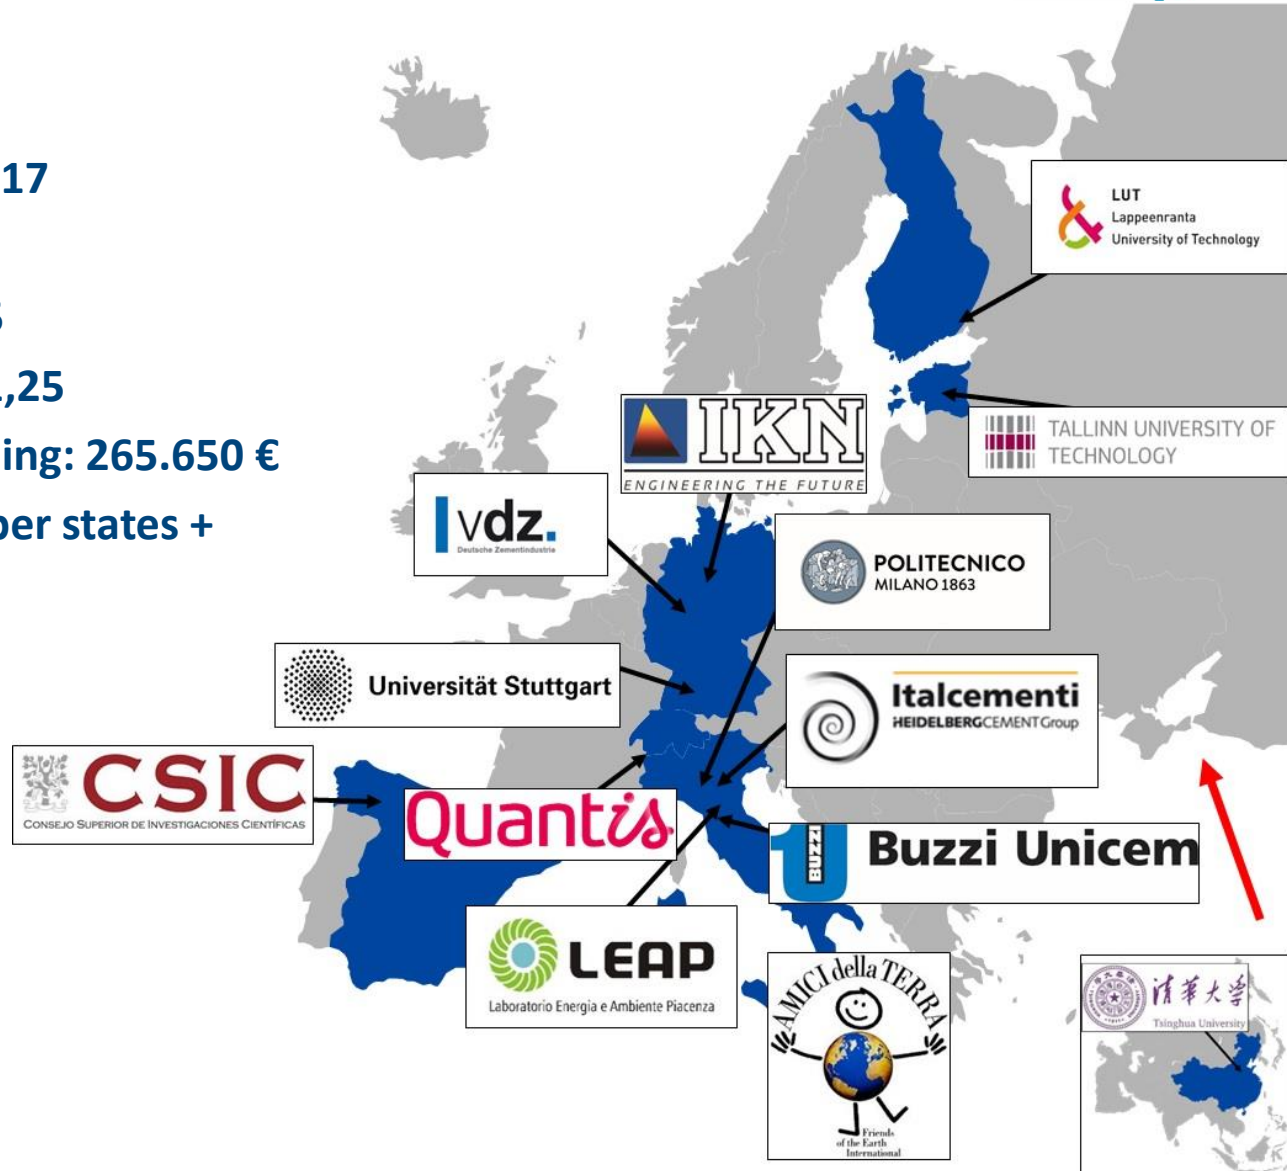 17
1,25
ing: 265.650 €
ber states +
LUT
Lappeenranta
University of Technology
TALLINN UNIVERSITY OF
TECHNOLOGY
IKN
ENGINEERING THE FUTURE
vdz.
Deutsche Zementindustrie
POLITECNICO
MILANO 1863
Universität Stuttgart
Italcementi
HEIDELBERGCEMENT Group
CSIC
CONSEJO SUPERIOR DE INVESTIGACIONES CIENTÍFICAS
Quantis
BUZZI
Buzzi Unicem
LEAP
Laboratorio Energia e Ambiente Piacenza
AMICI della TERRA
Friends
of the Earth
International
清华大学
Tsinghua University